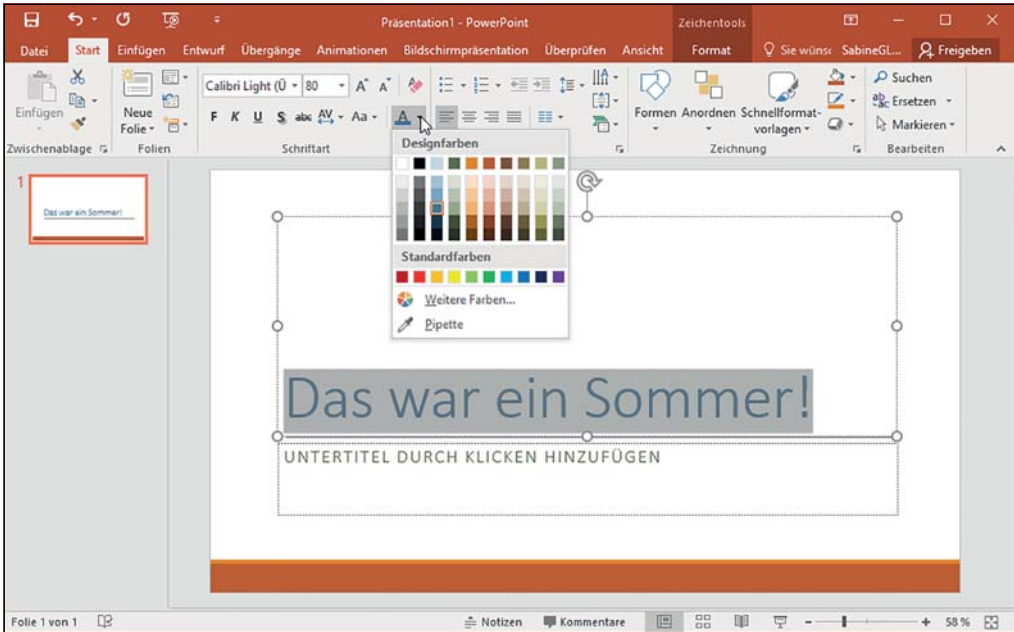 Präsentation1 - PowerPoint
Zeichentools
Datei Start Einfügen Entwurf Übergänge Animationen Bildschirmpräsentation Überprüfen Ansicht Format Sie wünsc SabineGL... Freigeben
Calibri Light (Ü 80 A A Suchen
Einfügen Neue Folie F K U S abc AV Aa A Formen Anordnen Schnellformat-vorlagen Ersetzen
Markieren
Zwischenablage Folien Schriftart Zeichnung Bearbeiten
Designfarben
Standardfarben
Weitere Farben...
Pipette
1
Das war ein Sommer!
Das war ein Sommer!
UNTERTITEL DURCH KLICKEN HINZUFÜGEN
Folie 1 von 1 Notizen Kommentare 58 %